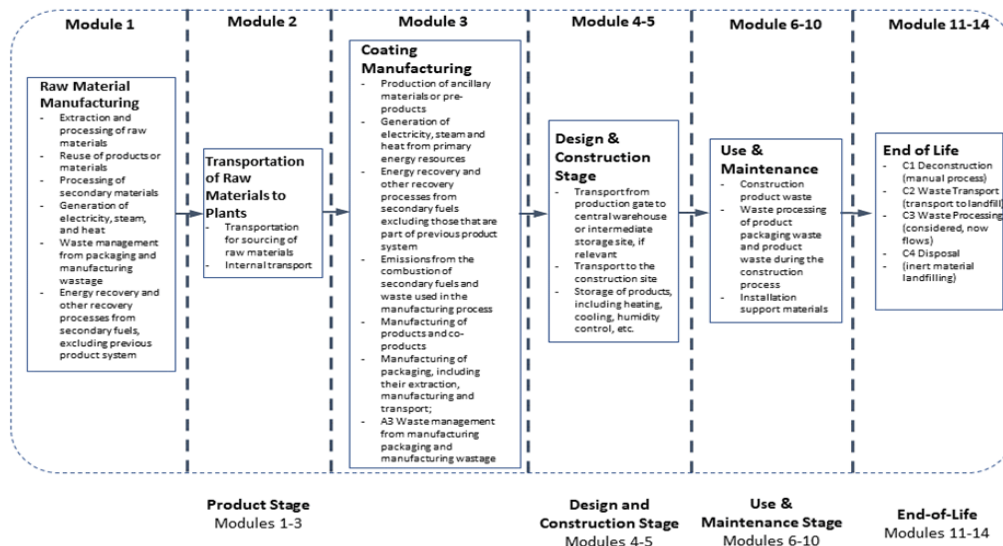 Module 1
Raw Material
Manufacturing
- Extraction and
processing of raw
materials
- Reuse of products or
materials
- Processing of
secondary materials
- Generation of
electricity, steam,
and heat
- Waste management
from packaging and
manufacturing
wastage
- Energy recovery and
other recovery
processes from
secondary fuels,
excluding previous
product system
Module 2
Transportation
of Raw
Materials to
Plants
- Transportation
for sourcing of
raw materials
- Internal transport
Module 3
Coating
Manufacturing
- Production of ancillary
materials or pre-
products
- Generation of
electricity, steam and
heat from primary
energy resources
- Energy recovery and
other recovery
processes from
secondary fuels
excluding those that are
part of previous product
system
- Emissions from the
combustion of
secondary fuels and
waste used in the
manufacturing process
- Manufacturing of
products and co-
products
- Manufacturing of
packaging, including
their extraction,
manufacturing and
transport;
- A3 Waste management
from manufacturing
packaging and
manufacturing wastage
Module 4-5
Design &
Construction
Stage
- Transport from
production gate to
central warehouse
or intermediate
storage site, if
relevant
- Transport to the
construction site
- Storage of products,
including heating,
cooling, humidity
control, etc.
Module 6-10
Use &
Maintenance
- Construction
product waste
- Waste processing
of product
packaging waste
and product
waste during the
construction
process
- Installation
support materials
Module 11-14
End of Life
- C1 Deconstruction
(manual process)
- C2 Waste Transport
(transport to landfill)
- C3 Waste Processing
(considered, now
flows)
- C4 Disposal
- (inert material
landfilling)
Product Stage
Modules 1-3
Design and
Construction Stage
Modules 4-5
Use &
Maintenance Stage
Modules 6-10
End-of-Life
Modules 11-14